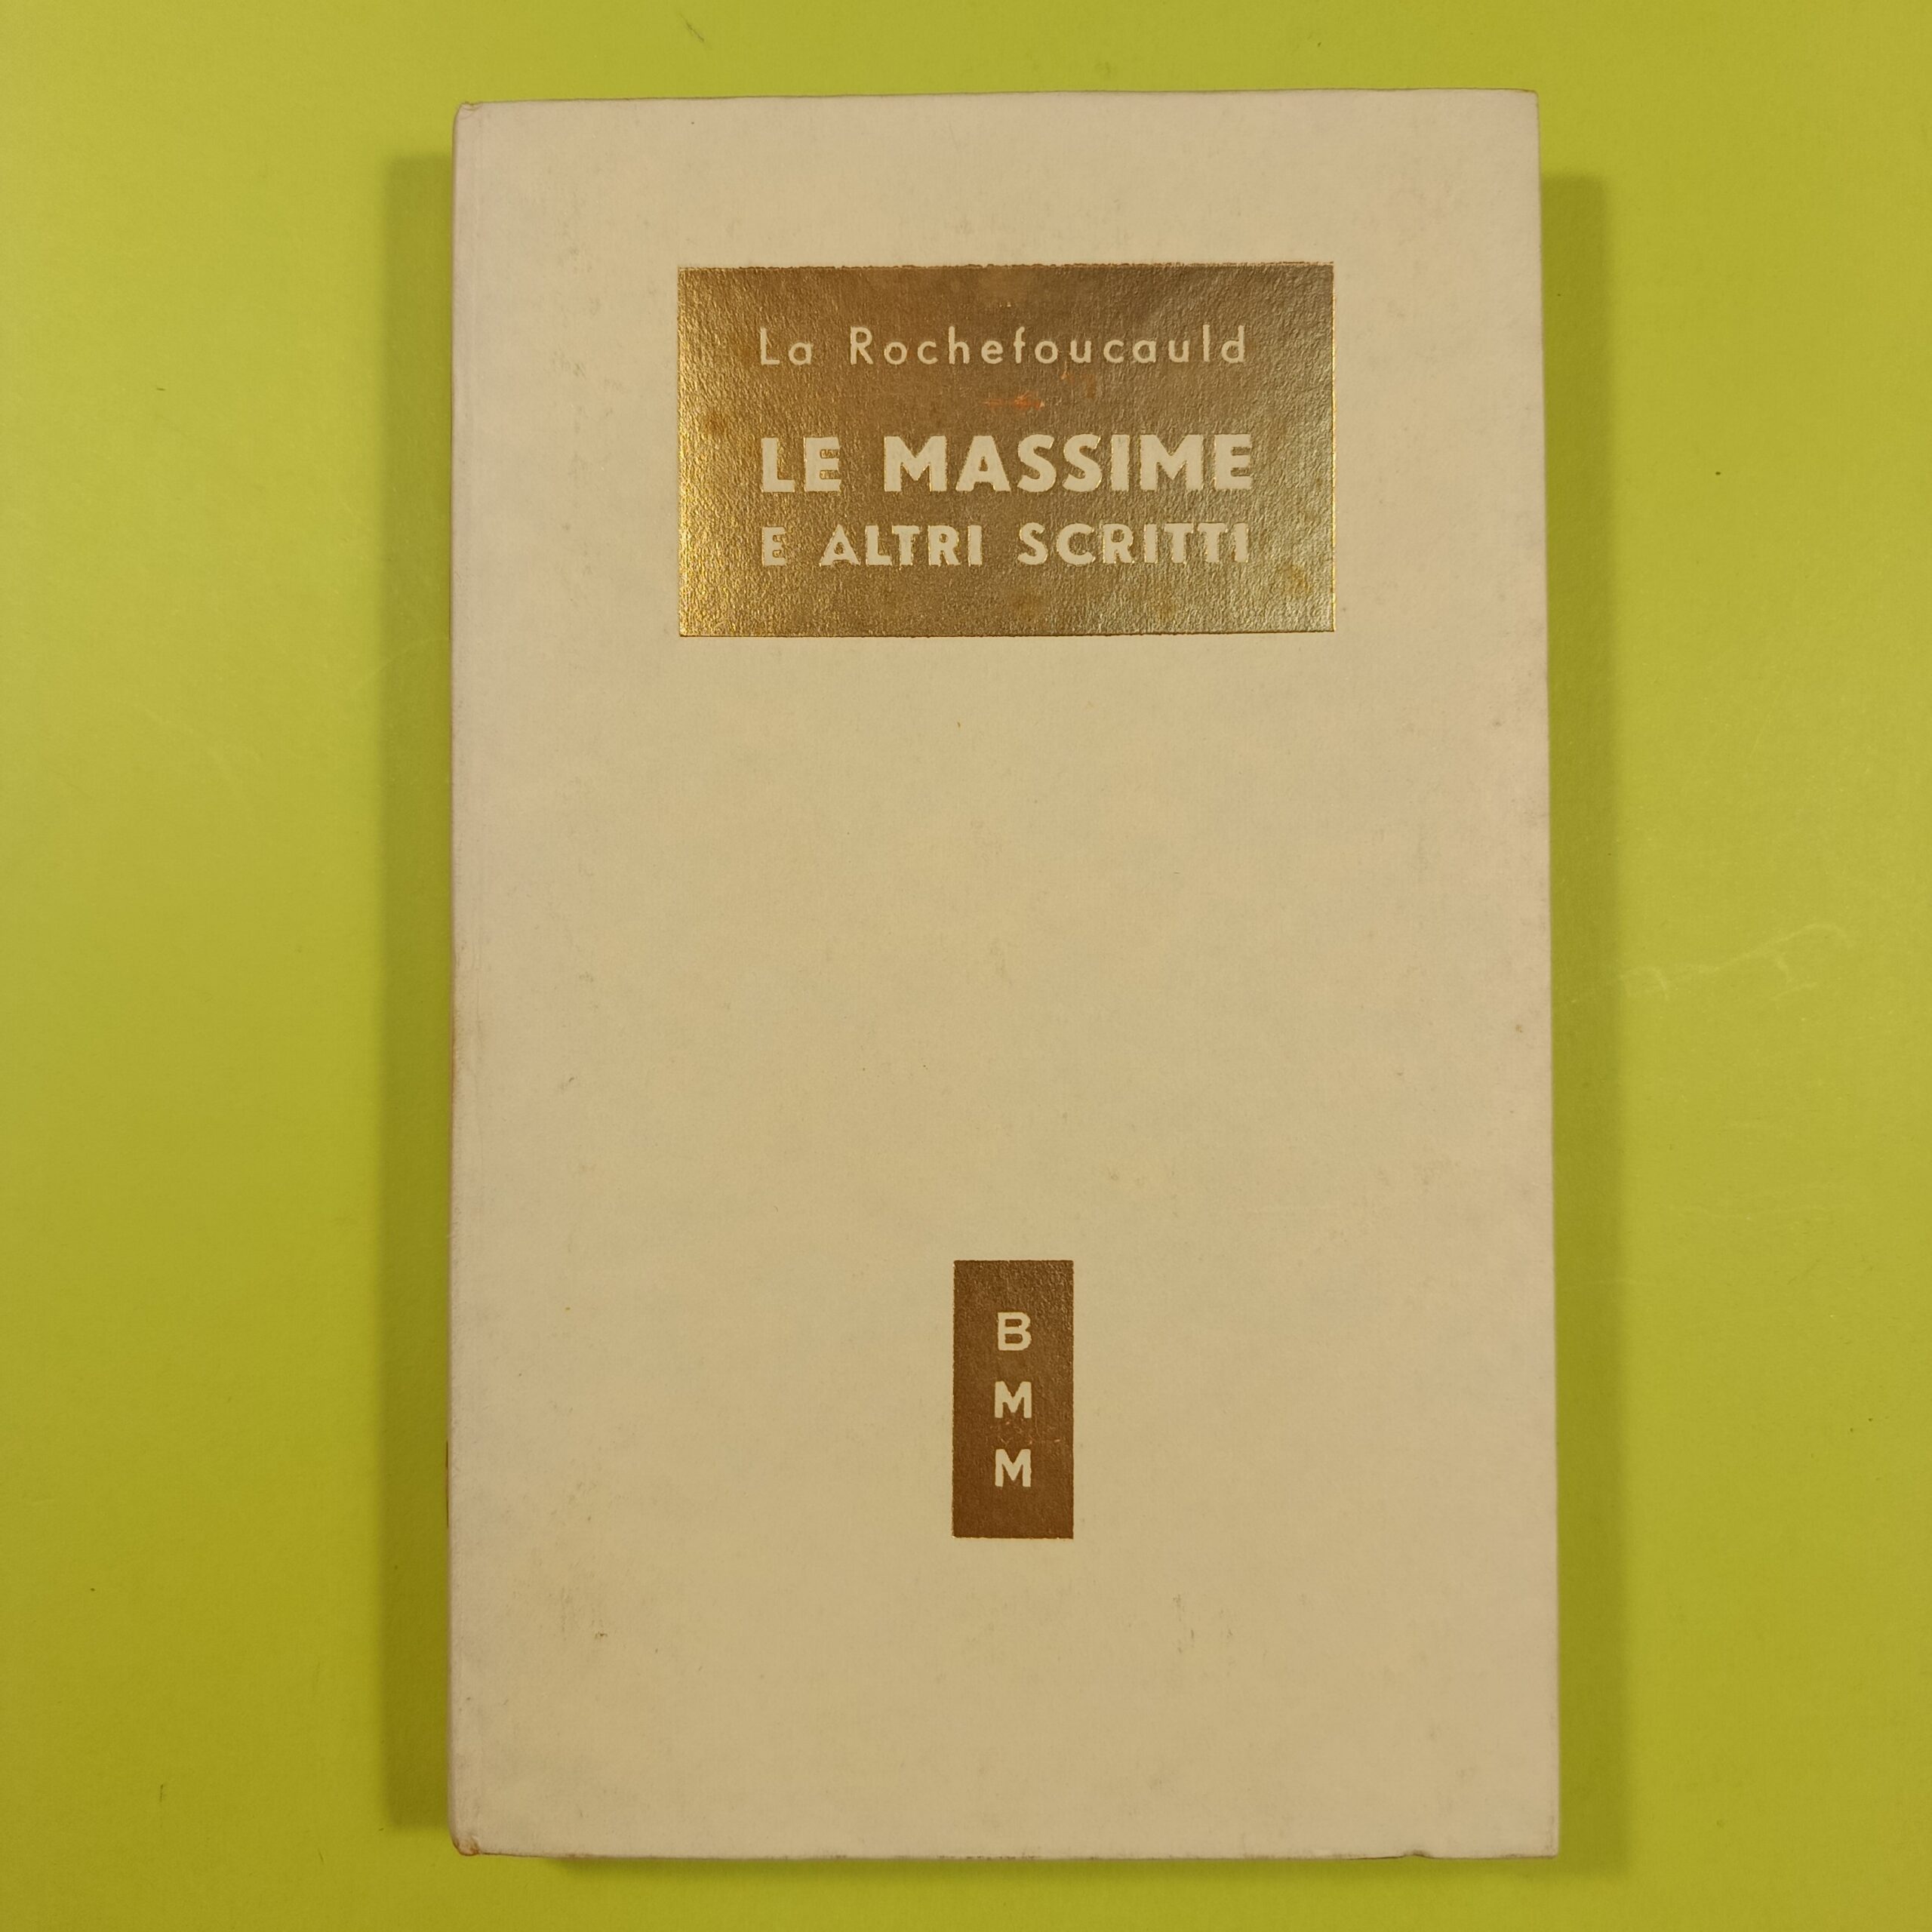 La Rochefoucauld
LE MASSIME
E ALTRI SCRITTI
B
M
M